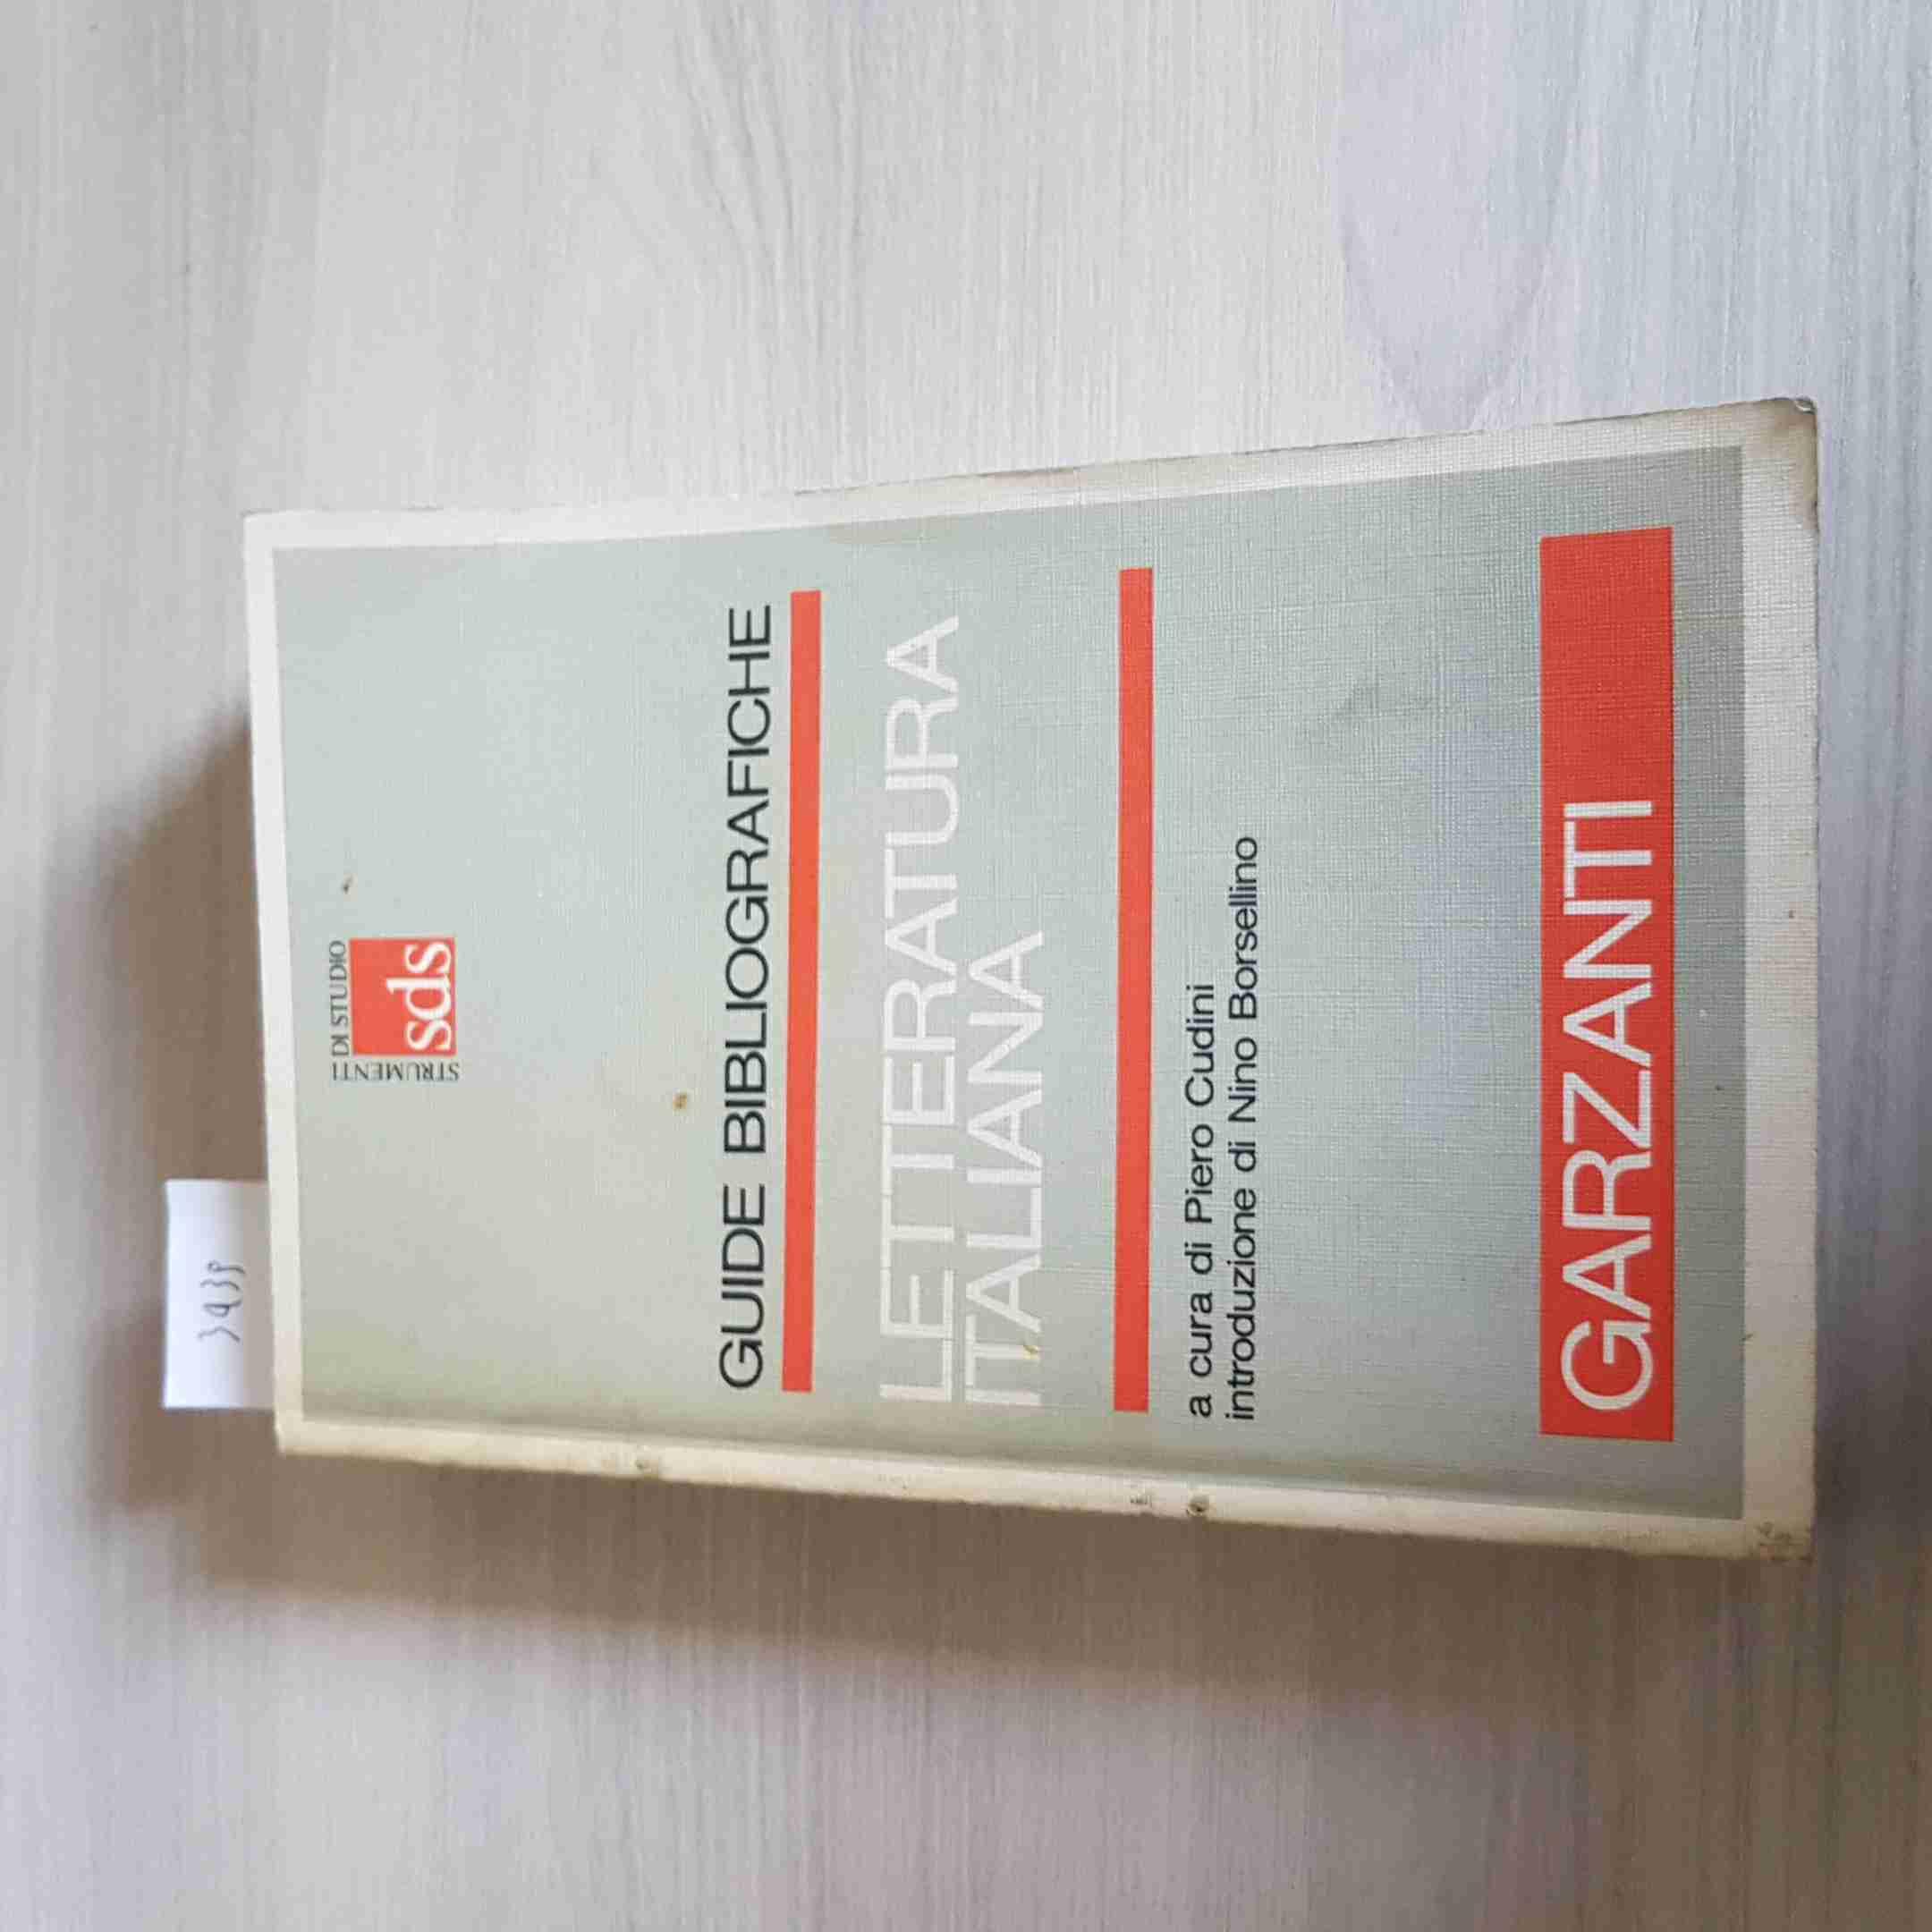 STRUMENTI DI STUDIO
sds
GUIDE BIBLIOGRAFICHE
LETTERATURA
ITALIANA
a cura di Piero Cudini
introduzione di Nino Borsellino
GARZANTI